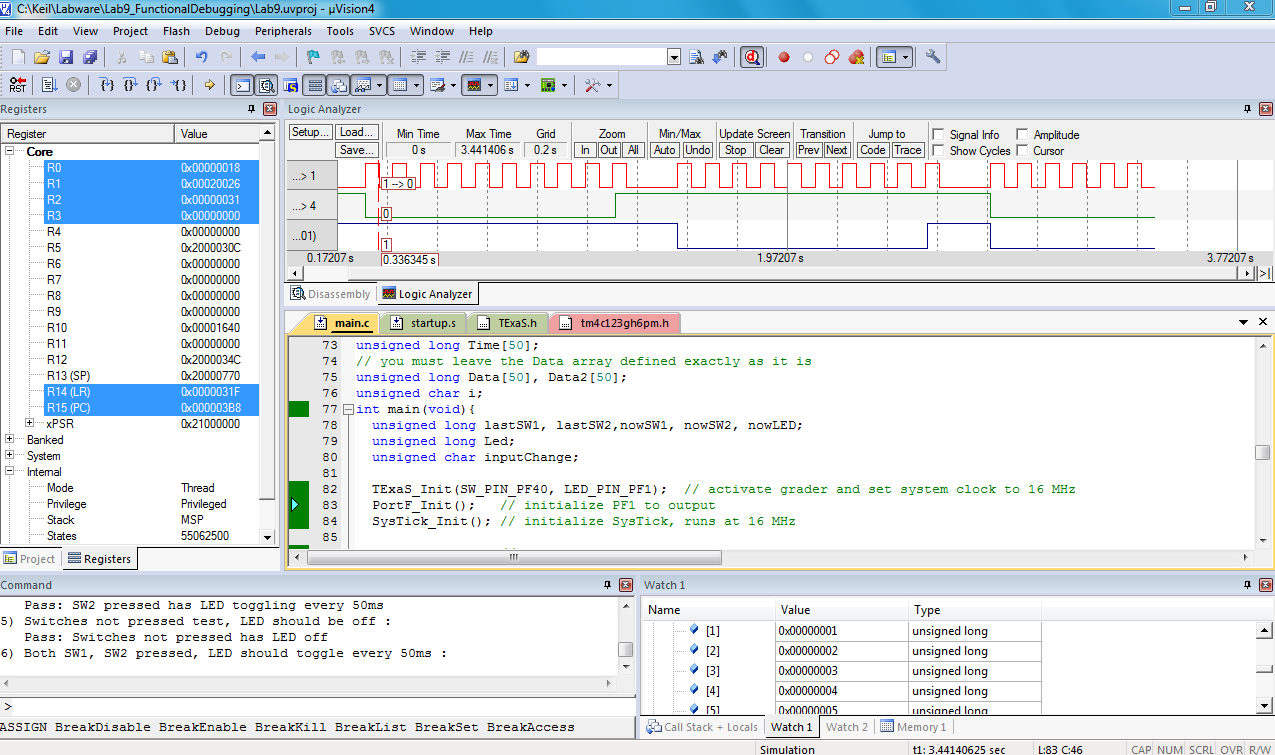 C:\Keil\Labware\Lab9_FunctionalDebugging\Lab9.uvproj - µVision4
File Edit View Project Flash Debug Peripherals Tools SVCS Window Help
RST
Registers
Register Value
Core
R0 0x00000018
R1 0x00020026
R2 0x00000031
R3 0x00000000
R4 0x00000000
R5 0x2000030C
R6 0x00000000
R7 0x00000000
R8 0x00000000
R9 0x00000000
R10 0x00001640
R11 0x00000000
R12 0x2000034C
R13 (SP) 0x20000770
R14 (LR) 0x0000031F
R15 (PC) 0x000003B8
xPSR 0x21000000
Banked
System
Internal
Mode Thread
Privilege Privileged
Stack MSP
States 55062500
Project Registers
Logic Analyzer
Setup... Load... Min Time Max Time Grid Zoom Min/Max Update Screen Transition Jump to Signal Info Amplitude
Save... 0 s 3.441406 s 0.2 s In Out All Auto Undo Stop Clear Prev Next Code Trace Show Cycles Cursor
...> 1
1 --> 0
...> 4
0
...01)
1
0.17207 s 0.336345 s 1.97207 s 3.77207 s
Disassembly Logic Analyzer
main.c startup.s TExaS.h tm4c123gh6pm.h
73 unsigned long Time[50];
74 // you must leave the Data array defined exactly as it is
75 unsigned long Data[50], Data2[50];
76 unsigned char i;
77 int main(void){
78 unsigned long lastSW1, lastSW2,nowSW1, nowSW2, nowLED;
79 unsigned long Led;
80 unsigned char inputChange;
81
82 TExaS_Init(SW_PIN_PF40, LED_PIN_PF1); // activate grader and set system clock to 16 MHz
83 PortF_Init(); // initialize PF1 to output
84 SysTick_Init(); // initialize SysTick, runs at 16 MHz
85
Command
Pass: SW2 pressed has LED toggling every 50ms
5) Switches not pressed test, LED should be off :
Pass: Switches not pressed has LED off
6) Both SW1, SW2 pressed, LED should toggle every 50ms :
>
ASSIGN BreakDisable BreakEnable BreakKill BreakList BreakSet BreakAccess
Watch 1
Name Value Type
[1] 0x00000001 unsigned long
[2] 0x00000002 unsigned long
[3] 0x00000003 unsigned long
[4] 0x00000004 unsigned long
[5] 0x00000005 unsigned long
Call Stack + Locals Watch 1 Watch 2 Memory 1
Simulation t1: 3.44140625 sec L:83 C:46 CAP NUM SCRL OVR R/W